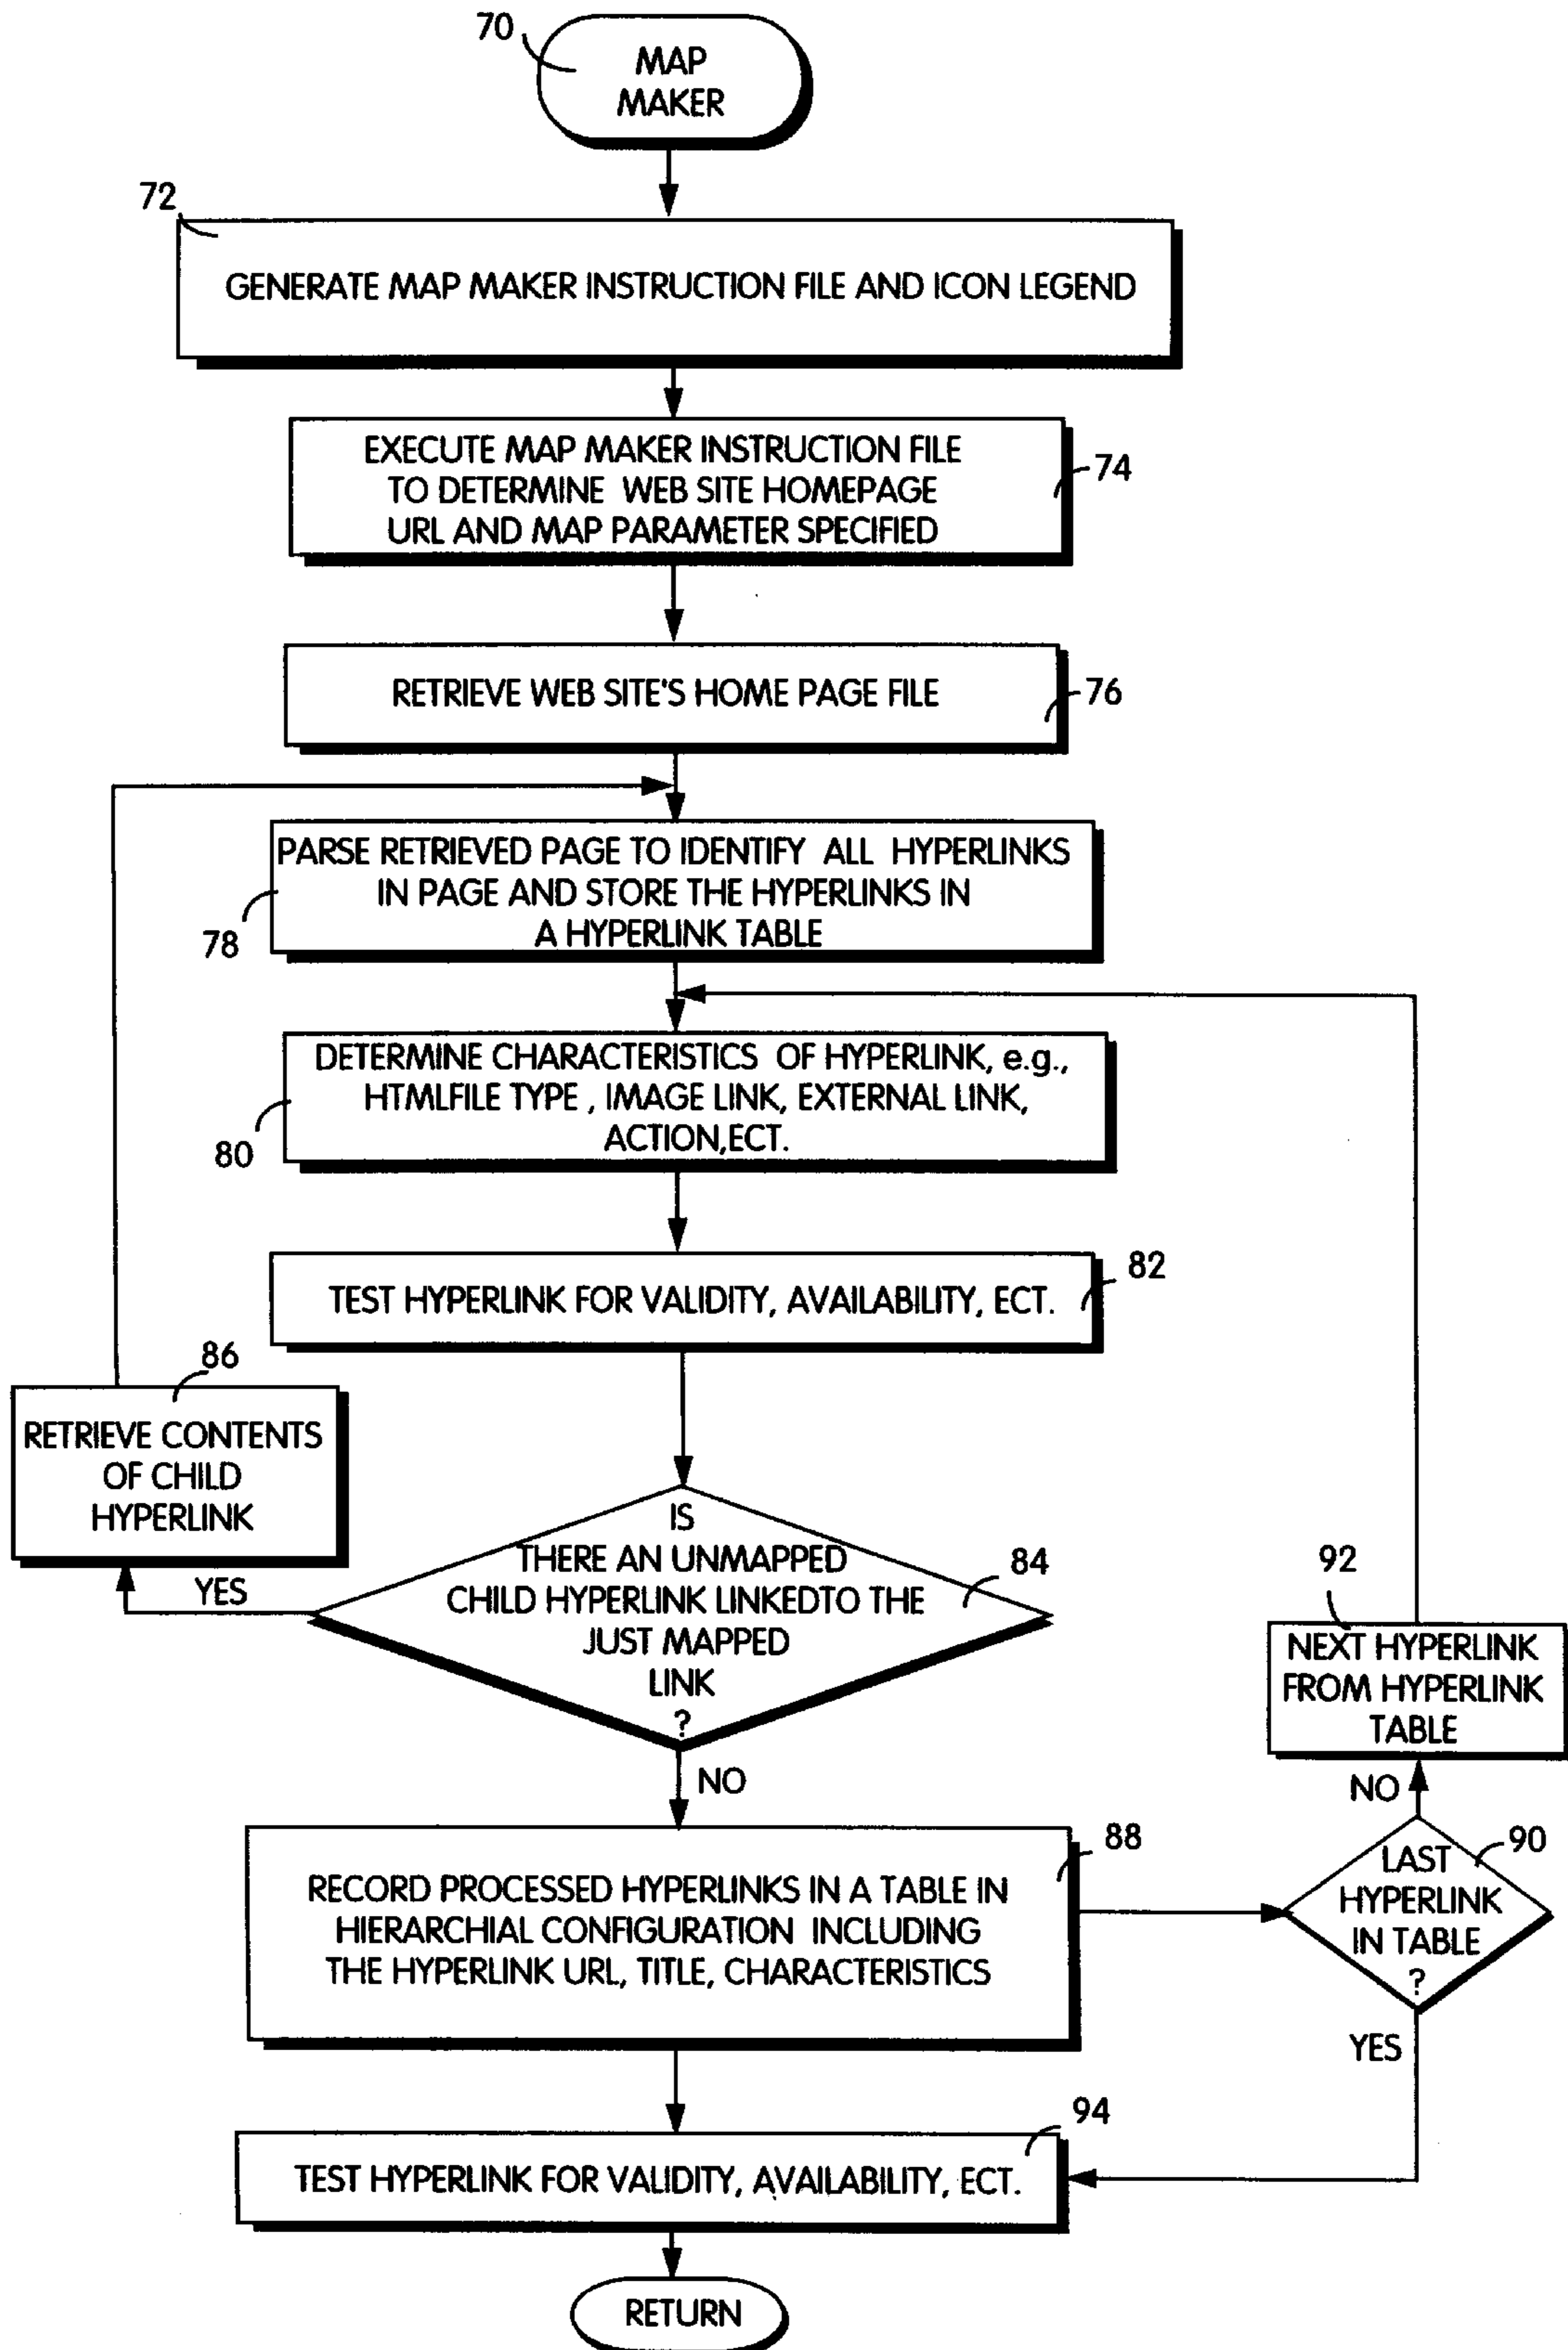 70
MAP
MAKER
72
GENERATE MAP MAKER INSTRUCTION FILE AND ICON LEGEND
EXECUTE MAP MAKER INSTRUCTION FILE
TO DETERMINE WEB SITE HOMEPAGE
URL AND MAP PARAMETER SPECIFIED
74
RETRIEVE WEB SITE'S HOME PAGE FILE
76
PARSE RETRIEVED PAGE TO IDENTIFY ALL HYPERLINKS
IN PAGE AND STORE THE HYPERLINKS IN
A HYPERLINK TABLE
78
DETERMINE CHARACTERISTICS OF HYPERLINK, e.g.,
HTMLFILE TYPE , IMAGE LINK, EXTERNAL LINK,
ACTION,ECT.
80
82
TEST HYPERLINK FOR VALIDITY, AVAILABILITY, ECT.
86
RETRIEVE CONTENTS
OF CHILD
HYPERLINK
YES
IS
THERE AN UNMAPPED
CHILD HYPERLINK LINKEDTO THE
JUST MAPPED
LINK
?
84
NO
92
NEXT HYPERLINK
FROM HYPERLINK
TABLE
NO
88
RECORD PROCESSED HYPERLINKS IN A TABLE IN
HIERARCHIAL CONFIGURATION INCLUDING
THE HYPERLINK URL, TITLE, CHARACTERISTICS
90
LAST
HYPERLINK
IN TABLE
?
YES
94
TEST HYPERLINK FOR VALIDITY, AVAILABILITY, ECT.
RETURN